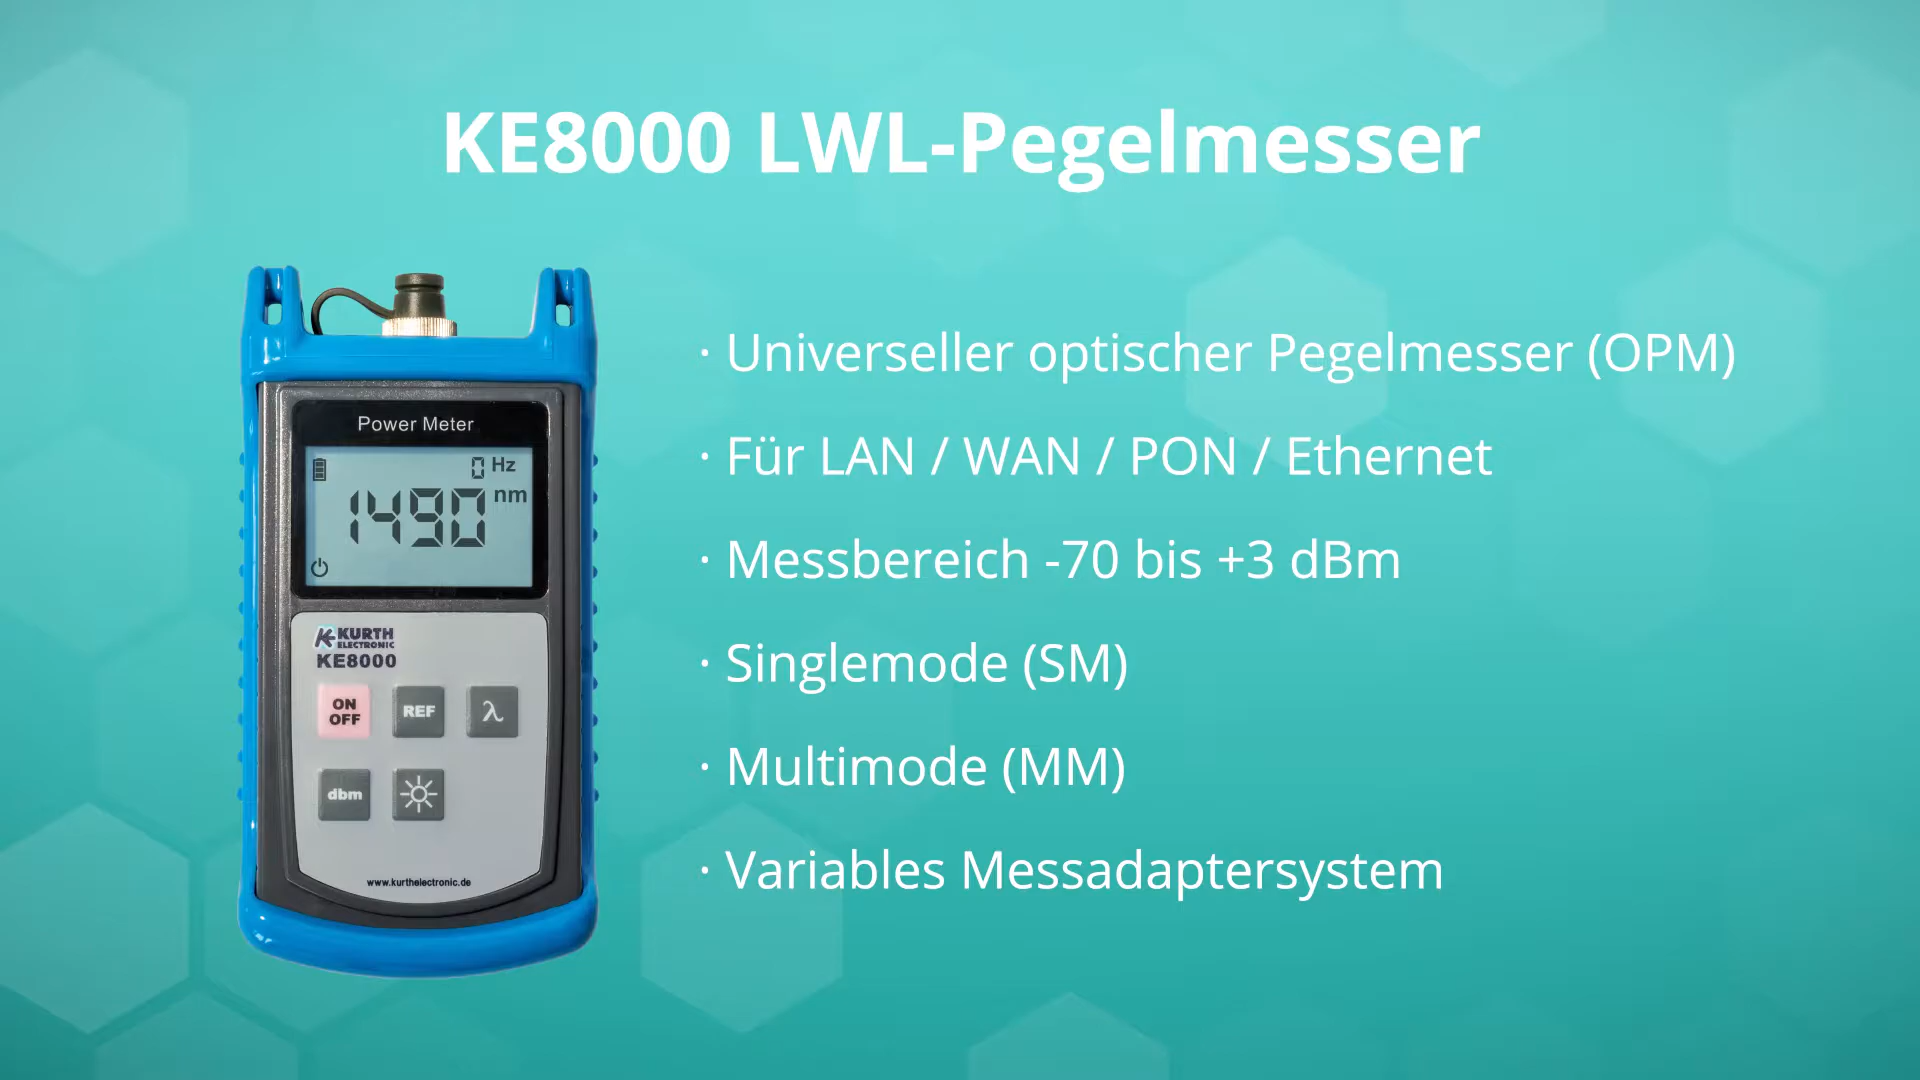 KE8000 LWL-Pegelmesser
Power Meter
0 Hz
1490 nm
KURTH
ELECTRONIC
KE8000
ON
OFF
REF
λ
dbm
www.kurthelectronic.de
· Universeller optischer Pegelmesser (OPM)
· Für LAN / WAN / PON / Ethernet
· Messbereich -70 bis +3 dBm
· Singlemode (SM)
· Multimode (MM)
· Variables Messadaptersystem